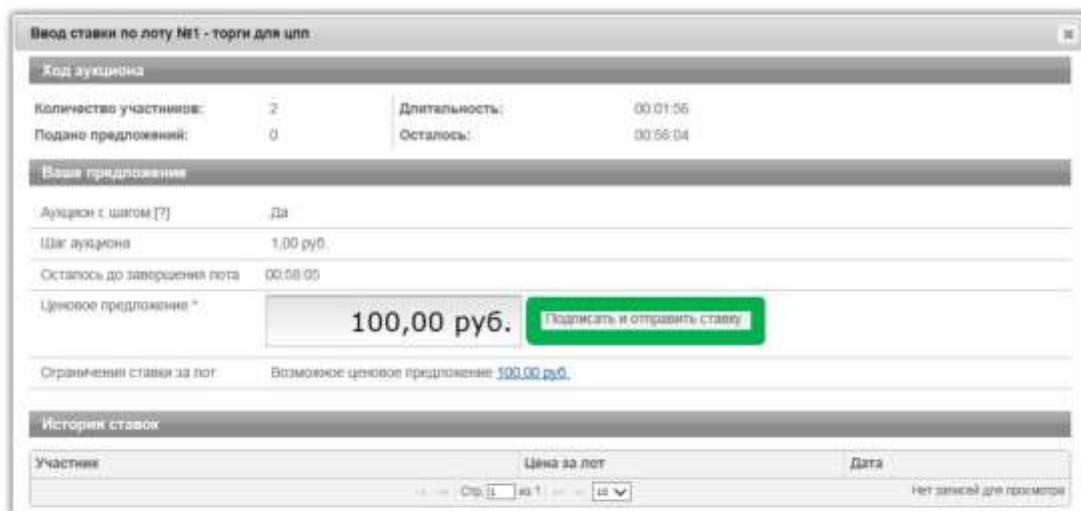 Ввод ставки по лоту №1 - торги для цпп
Ход аукциона
Количество участников: 2 Длительность: 00:01:56
Подано предложений: 0 Осталось: 00:56:04
Ваше предложение
Аукцион с шагом [?] Да
Шаг аукциона 1,00 руб.
Осталось до завершения лота 00:58:05
Ценовое предложение * 100,00 руб. Подписать и отправить ставку
Ограничения ставки за лот Возможное ценовое предложение 100,00 руб.
История ставок
Участник Цена за лот Дата
Стр. 1 из 1 10 Нет записей для просмотра